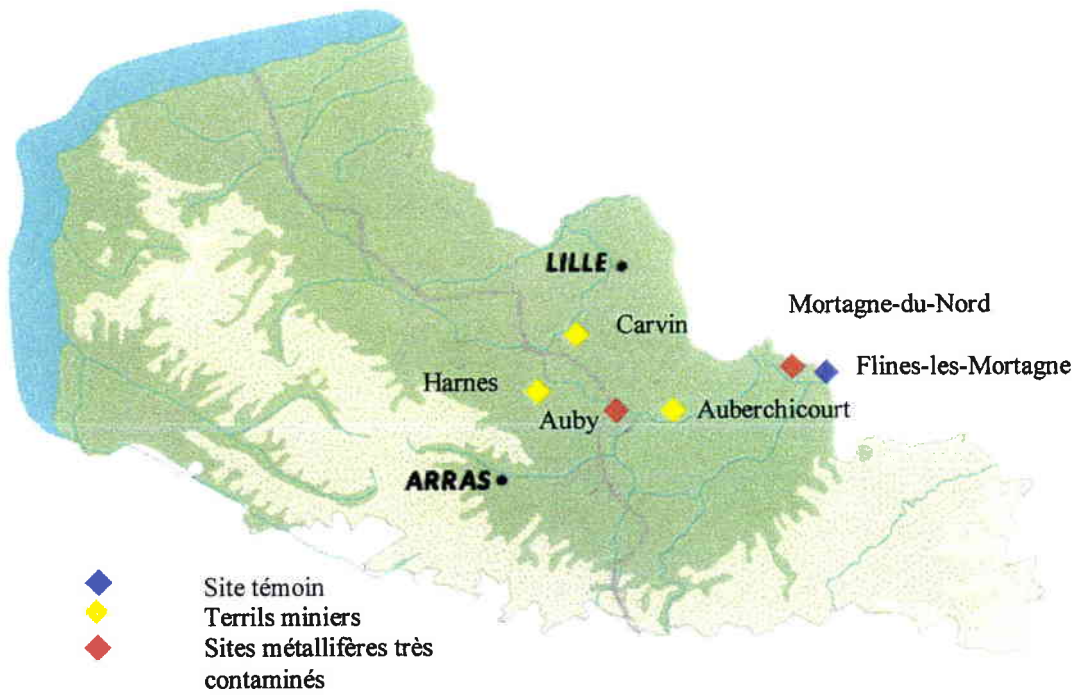 LILLE
Mortagne-du-Nord
Carvin
Flines-les-Mortagne
Harnes
Auby
Auberchicourt
ARRAS
Site témoin
Terrils miniers
Sites métallifères très
contaminés